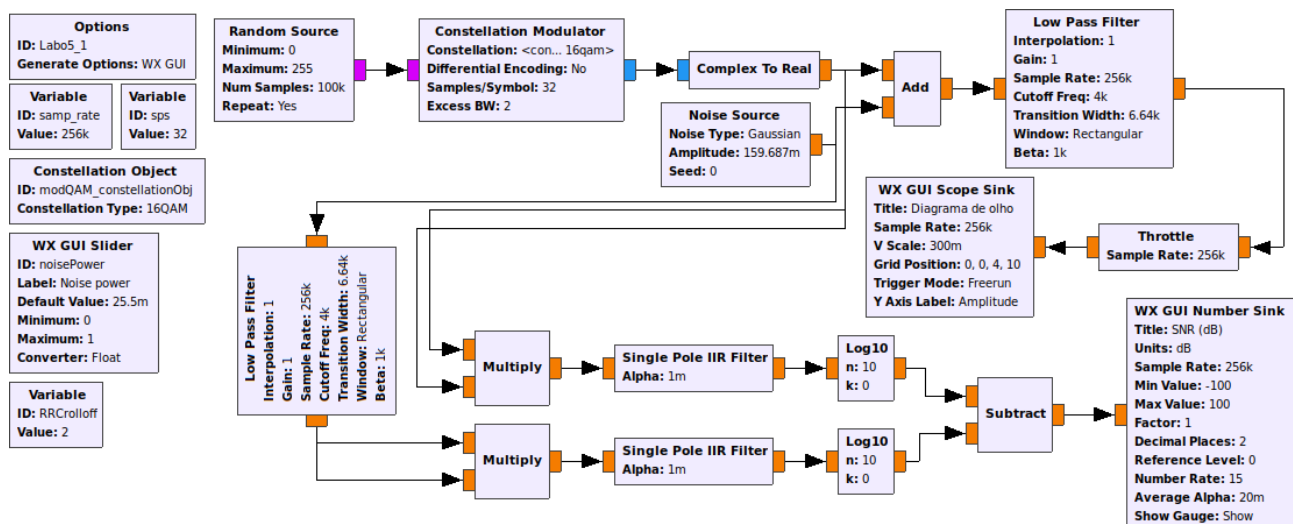 Options
ID: Labo5_1
Generate Options: WX GUI
Variable
ID: samp_rate
Value: 256k
Variable
ID: sps
Value: 32
Constellation Object
ID: modQAM_constellationObj
Constellation Type: 16QAM
WX GUI Slider
ID: noisePower
Label: Noise power
Default Value: 25.5m
Minimum: 0
Maximum: 1
Converter: Float
Variable
ID: RRCrolloff
Value: 2
Random Source
Minimum: 0
Maximum: 255
Num Samples: 100k
Repeat: Yes
Constellation Modulator
Constellation: <con... 16qam>
Differential Encoding: No
Samples/Symbol: 32
Excess BW: 2
Complex To Real
Noise Source
Noise Type: Gaussian
Amplitude: 159.687m
Seed: 0
Add
Low Pass Filter
Interpolation: 1
Gain: 1
Sample Rate: 256k
Cutoff Freq: 4k
Transition Width: 6.64k
Window: Rectangular
Beta: 1k
WX GUI Scope Sink
Title: Diagrama de olho
Sample Rate: 256k
V Scale: 300m
Grid Position: 0, 0, 4, 10
Trigger Mode: Freerun
Y Axis Label: Amplitude
Throttle
Sample Rate: 256k
Low Pass Filter
Interpolation: 1
Gain: 1
Sample Rate: 256k
Cutoff Freq: 4k
Transition Width: 6.64k
Window: Rectangular
Beta: 1k
Multiply
Single Pole IIR Filter
Alpha: 1m
Log10
n: 10
k: 0
Multiply
Single Pole IIR Filter
Alpha: 1m
Log10
n: 10
k: 0
Subtract
WX GUI Number Sink
Title: SNR (dB)
Units: dB
Sample Rate: 256k
Min Value: -100
Max Value: 100
Factor: 1
Decimal Places: 2
Reference Level: 0
Number Rate: 15
Average Alpha: 20m
Show Gauge: Show